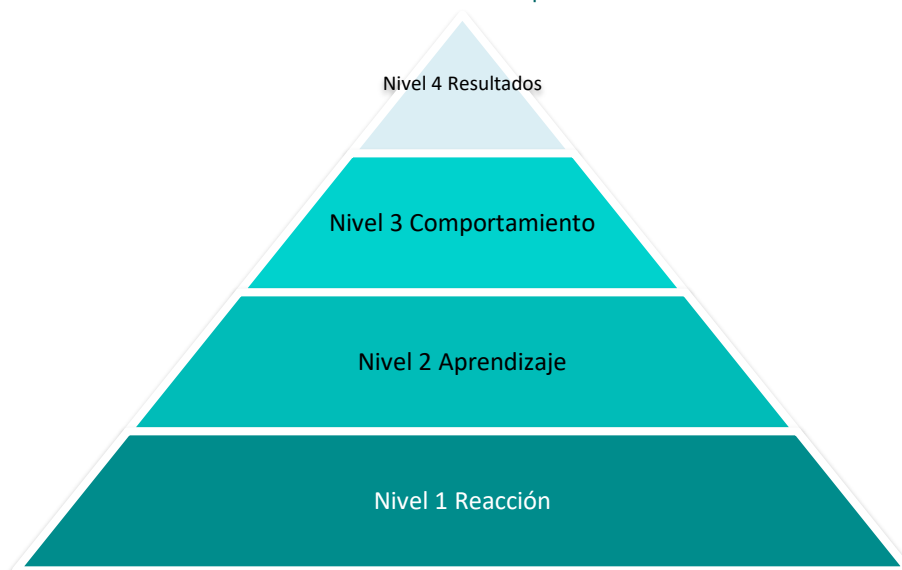 Nivel 4 Resultados
Nivel 3 Comportamiento
Nivel 2 Aprendizaje
Nivel 1 Reacción